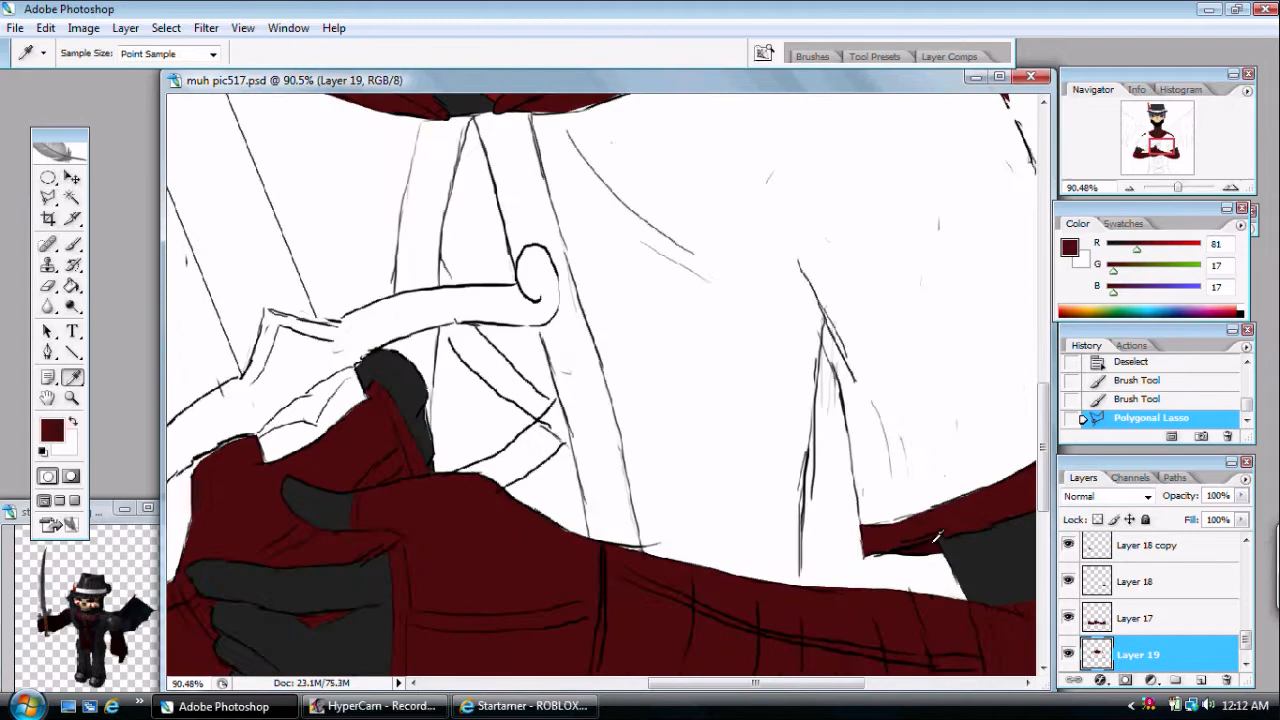 Adobe Photoshop
File Edit Image Layer Select Filter View Window Help
Sample Size: Point Sample
Brushes Tool Presets Layer Comps
muh pic517.psd @ 90.5% (Layer 19, RGB/8)
Navigator Info Histogram
90.48%
Color Swatches
R 81
G 17
B 17
History Actions
Deselect
Brush Tool
Brush Tool
Polygonal Lasso
Layers Channels Paths
Normal Opacity: 100%
Lock: Fill: 100%
Layer 18 copy
Layer 18
Layer 17
Layer 19
90.48% Doc: 23.1M/75.3M
Adobe Photoshop HyperCam - Record... Startarner - ROBLOX... 12:12 AM